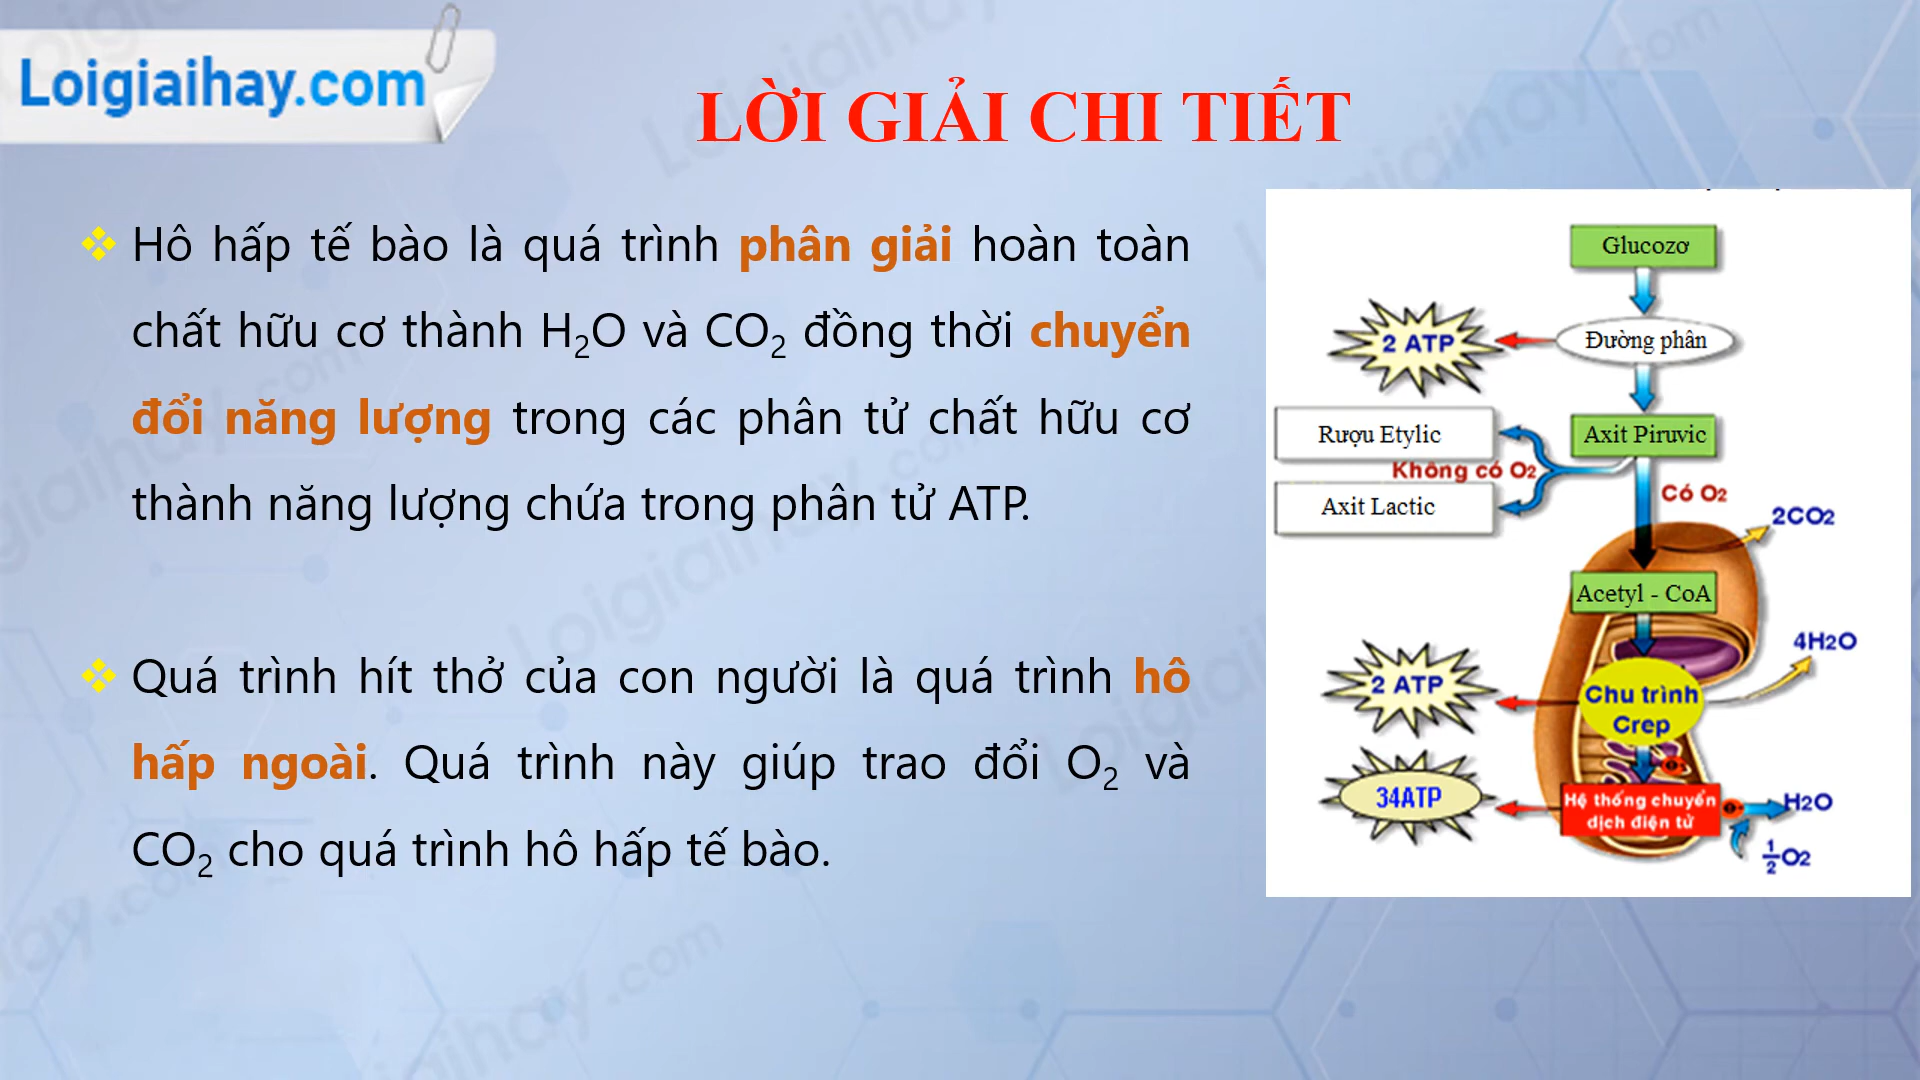 Loigiaihay.com
LỜI GIẢI CHI TIẾT
Hô hấp tế bào là quá trình phân giải hoàn toàn
chất hữu cơ thành H₂O và CO₂ đồng thời chuyển
đổi năng lượng trong các phân tử chất hữu cơ
thành năng lượng chứa trong phân tử ATP.
Quá trình hít thở của con người là quá trình hô
hấp ngoài. Quá trình này giúp trao đổi O₂ và
CO₂ cho quá trình hô hấp tế bào.
Glucozơ
2 ATP
Đường phân
Rượu Etylic
Axit Piruvic
Không có O2
Có O2
Axit Lactic
2CO2
Acetyl - CoA
4H2O
2 ATP
Chu trình
Crep
34ATP
Hệ thống chuyển
dịch điện tử
H2O
½O2